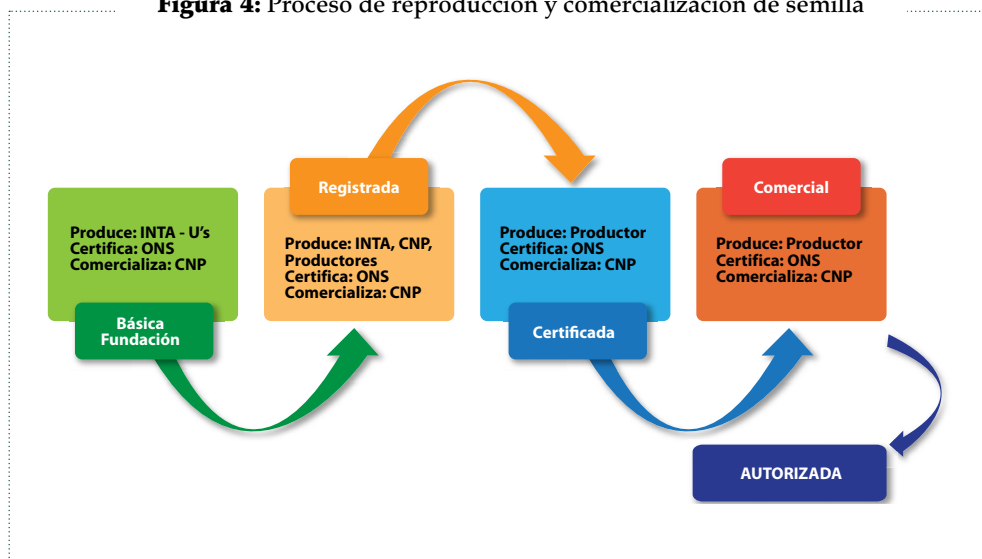 Figura 4: Proceso de reproducción y comercialización de semilla
Produce: INTA - U's
Certifica: ONS
Comercializa: CNP
Básica
Fundación
Registrada
Produce: INTA, CNP,
Productores
Certifica: ONS
Comercializa: CNP
Produce: Productor
Certifica: ONS
Comercializa: CNP
Certificada
Comercial
Produce: Productor
Certifica: ONS
Comercializa: CNP
AUTORIZADA